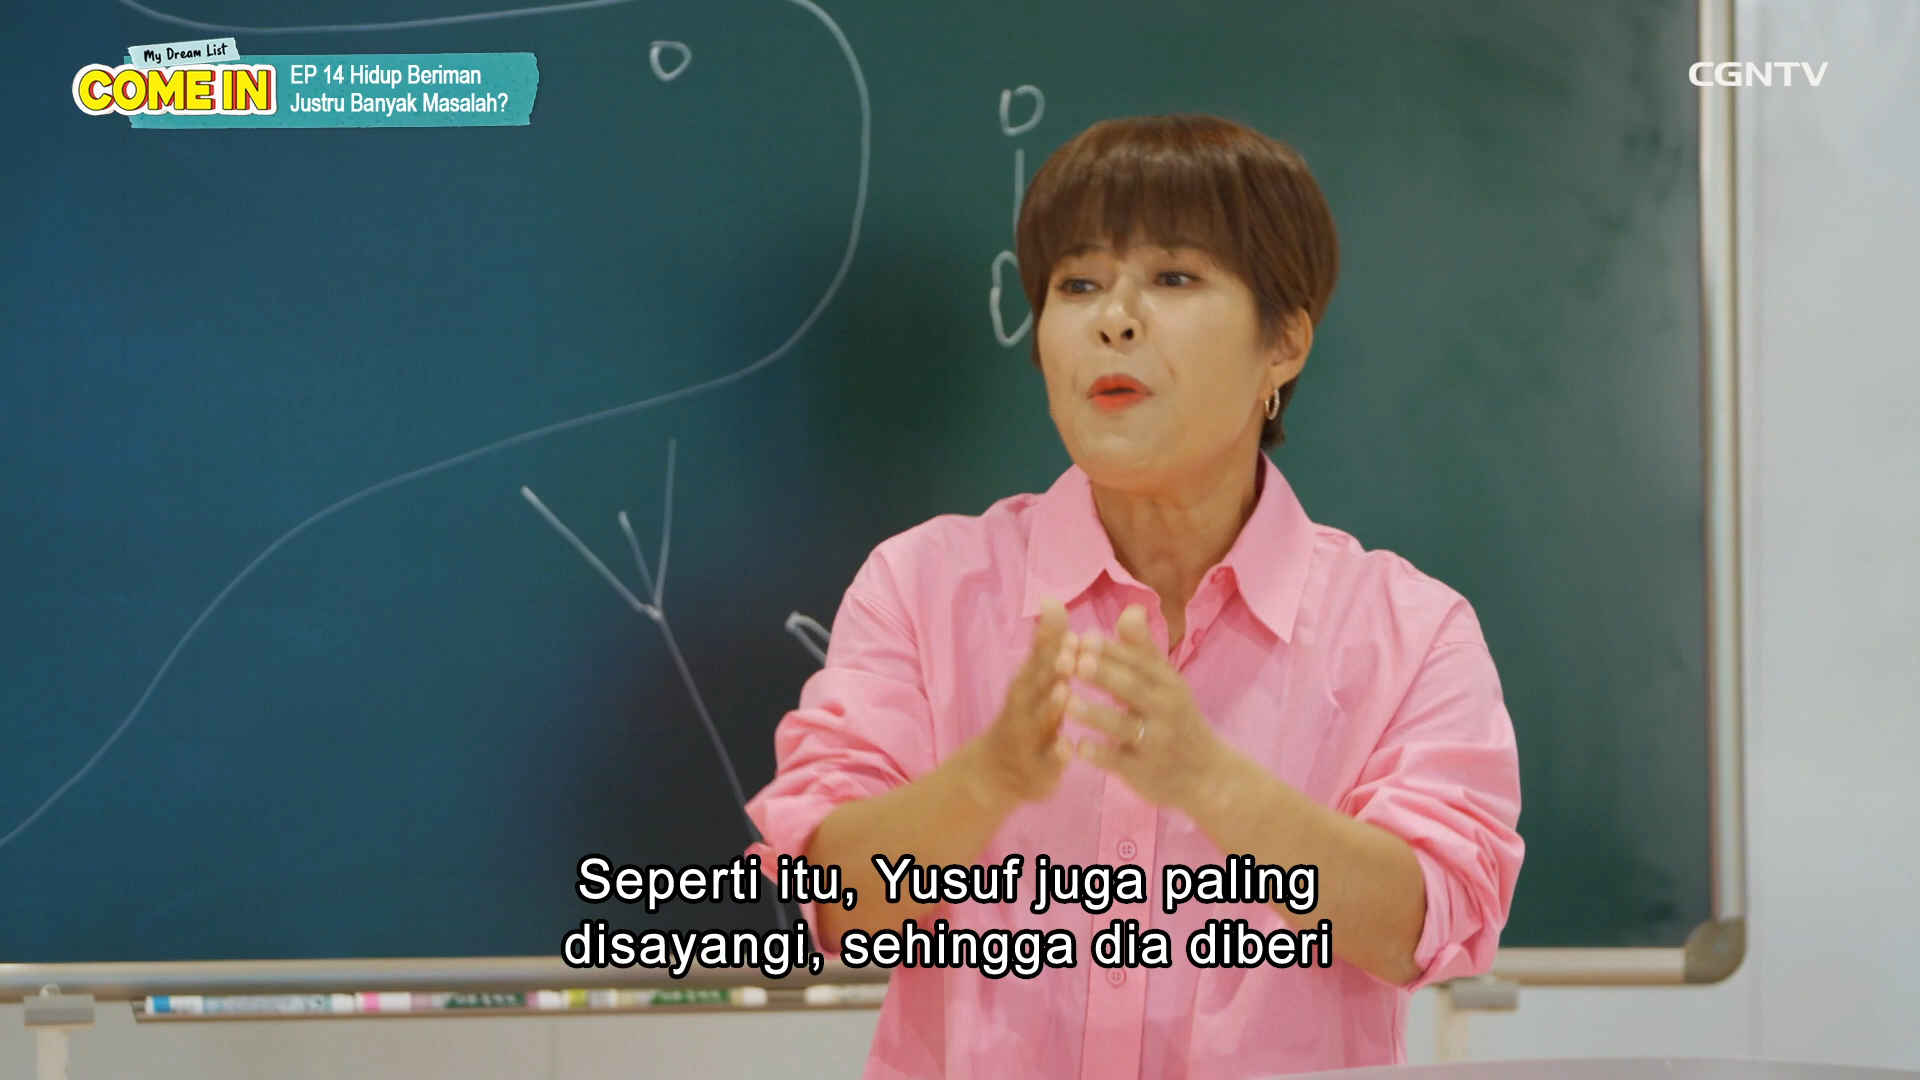 My Dream List
COME IN
EP 14 Hidup Beriman
Justru Banyak Masalah?
CGNTV
Seperti itu, Yusuf juga paling
disayangi, sehingga dia diberi